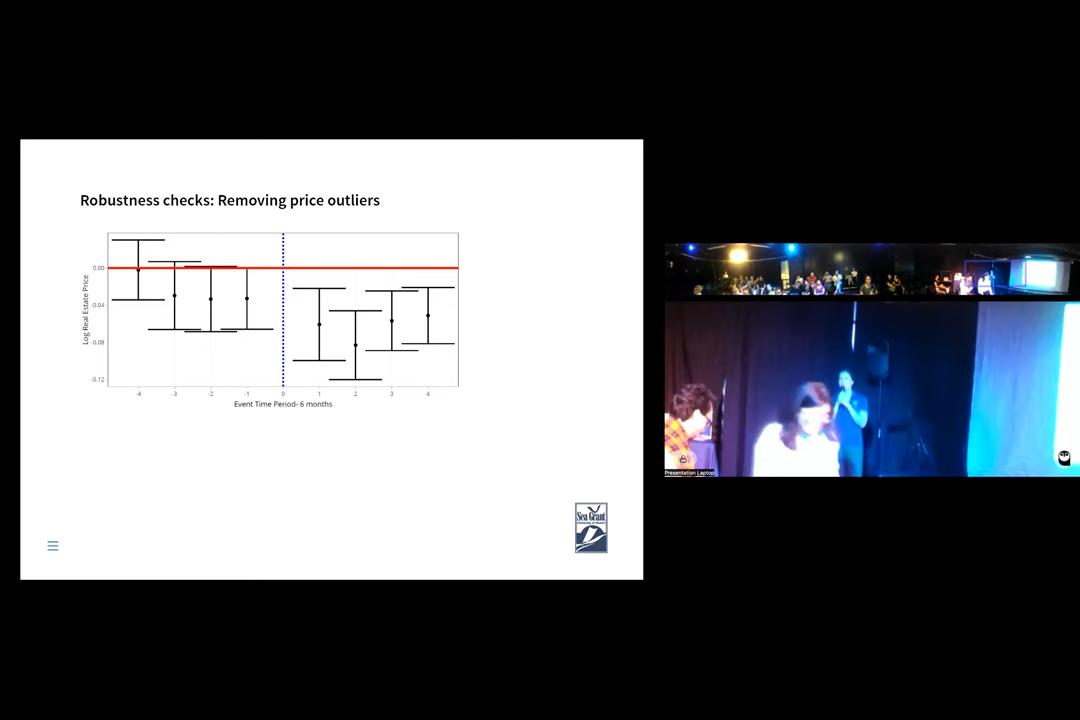 Robustness checks: Removing price outliers
0.00
-0.04
-0.08
-0.12
Log Real Estate Price
-4
-3
-2
-1
0
1
2
3
4
Event Time Period- 6 months
Sea Grant
Presentation Laptop